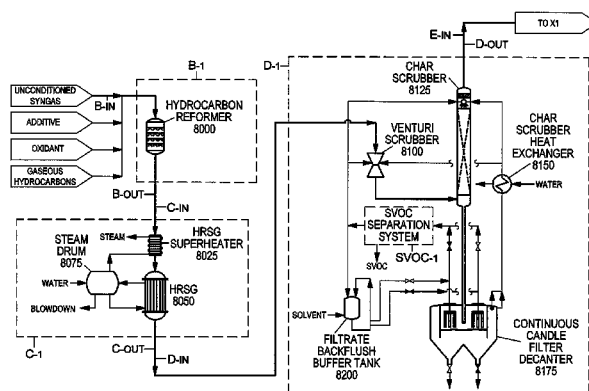 TO X1
E-IN
D-OUT
B-1
D-1
UNCONDITIONED
SYNGAS
B-IN
ADDITIVE
OXIDANT
GASEOUS
HYDROCARBONS
HYDROCARBON
REFORMER
8000
CHAR
SCRUBBER
8125
VENTURI
SCRUBBER
8100
CHAR
SCRUBBER
HEAT
EXCHANGER
8150
WATER
B-OUT
C-IN
SVOC
SEPARATION
SYSTEM
SVOC-1
SVOC
STEAM
HRSG
SUPERHEATER
8025
STEAM
DRUM
8075
WATER
HRSG
8050
BLOWDOWN
C-1
C-OUT
D-IN
SOLVENT
FILTRATE
BACKFLUSH
BUFFER TANK
8200
CONTINUOUS
CANDLE
FILTER
DECANTER
8175